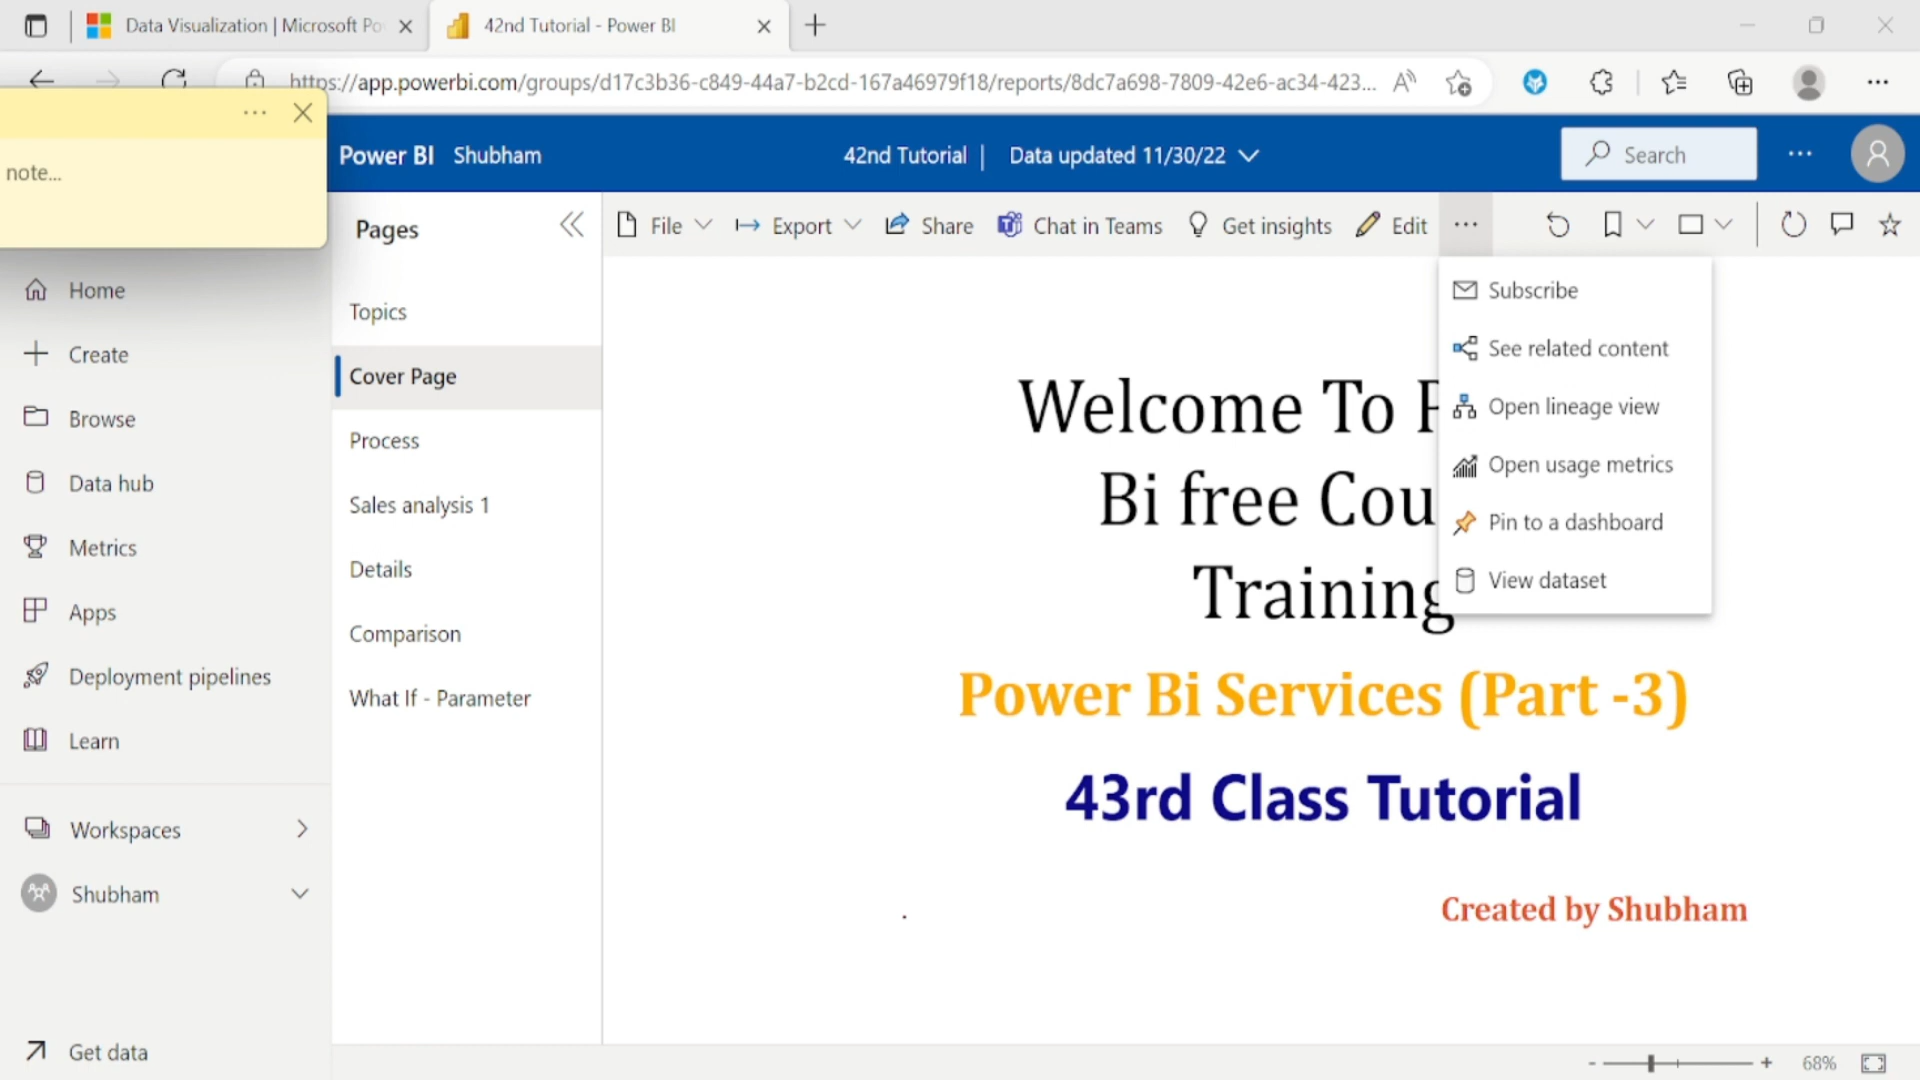 Data Visualization | Microsoft Po
42nd Tutorial - Power BI
https://app.powerbi.com/groups/d17c3b36-c849-44a7-b2cd-167a46979f18/reports/8dc7a698-7809-42e6-ac34-423...
note...
Power BI Shubham
42nd Tutorial | Data updated 11/30/22
Search
File
Export
Share
Chat in Teams
Get insights
Edit
Home
Create
Browse
Data hub
Metrics
Apps
Deployment pipelines
Learn
Workspaces
Shubham
Get data
Pages
Topics
Cover Page
Process
Sales analysis 1
Details
Comparison
What If - Parameter
Subscribe
See related content
Open lineage view
Open usage metrics
Pin to a dashboard
View dataset
Welcome To P
Bi free Cou
Training
Power Bi Services (Part -3)
43rd Class Tutorial
Created by Shubham
68%